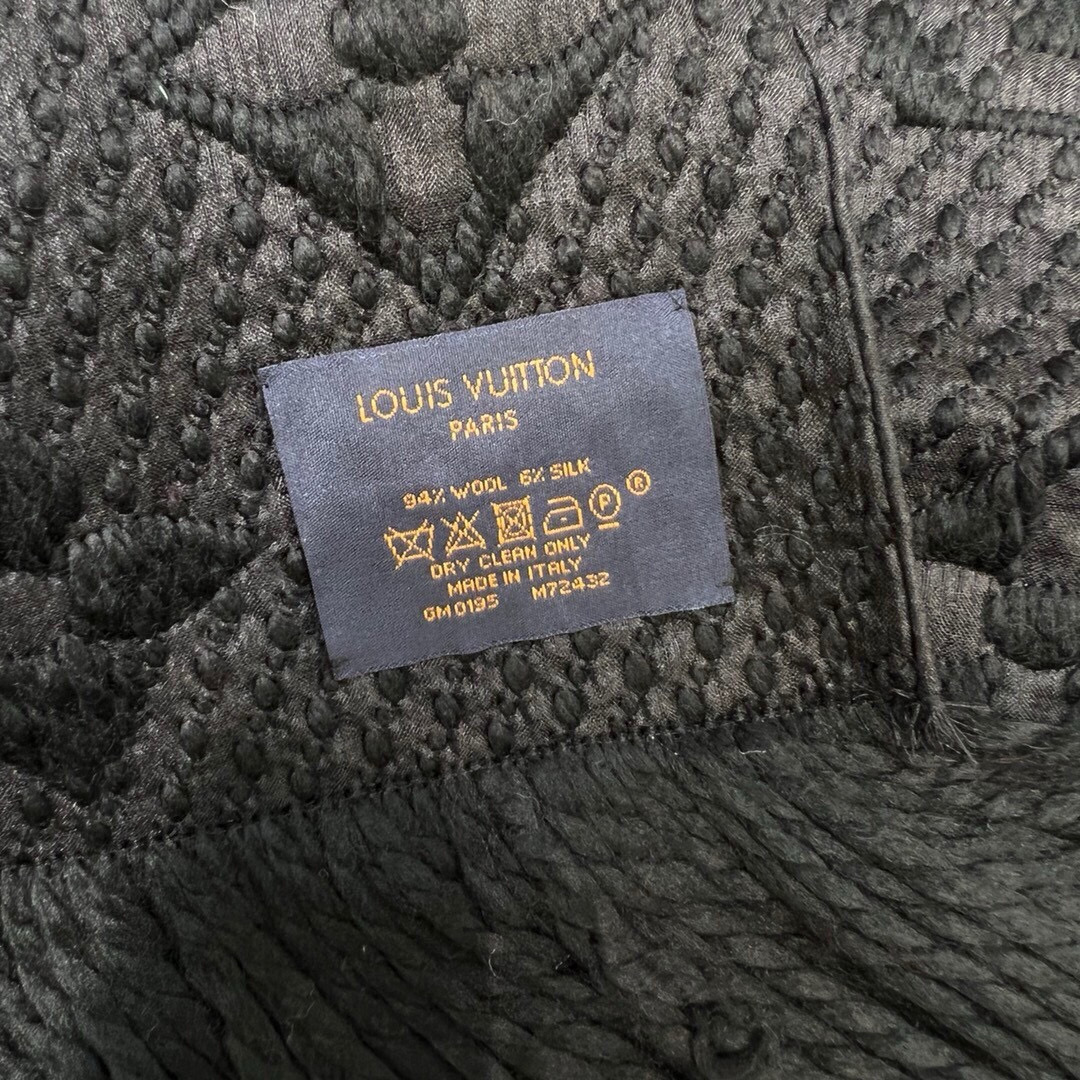 LOUIS VUITTON
PARIS
94% WOOL 6% SILK
P ®
DRY CLEAN ONLY
MADE IN ITALY
GM0195 M72432